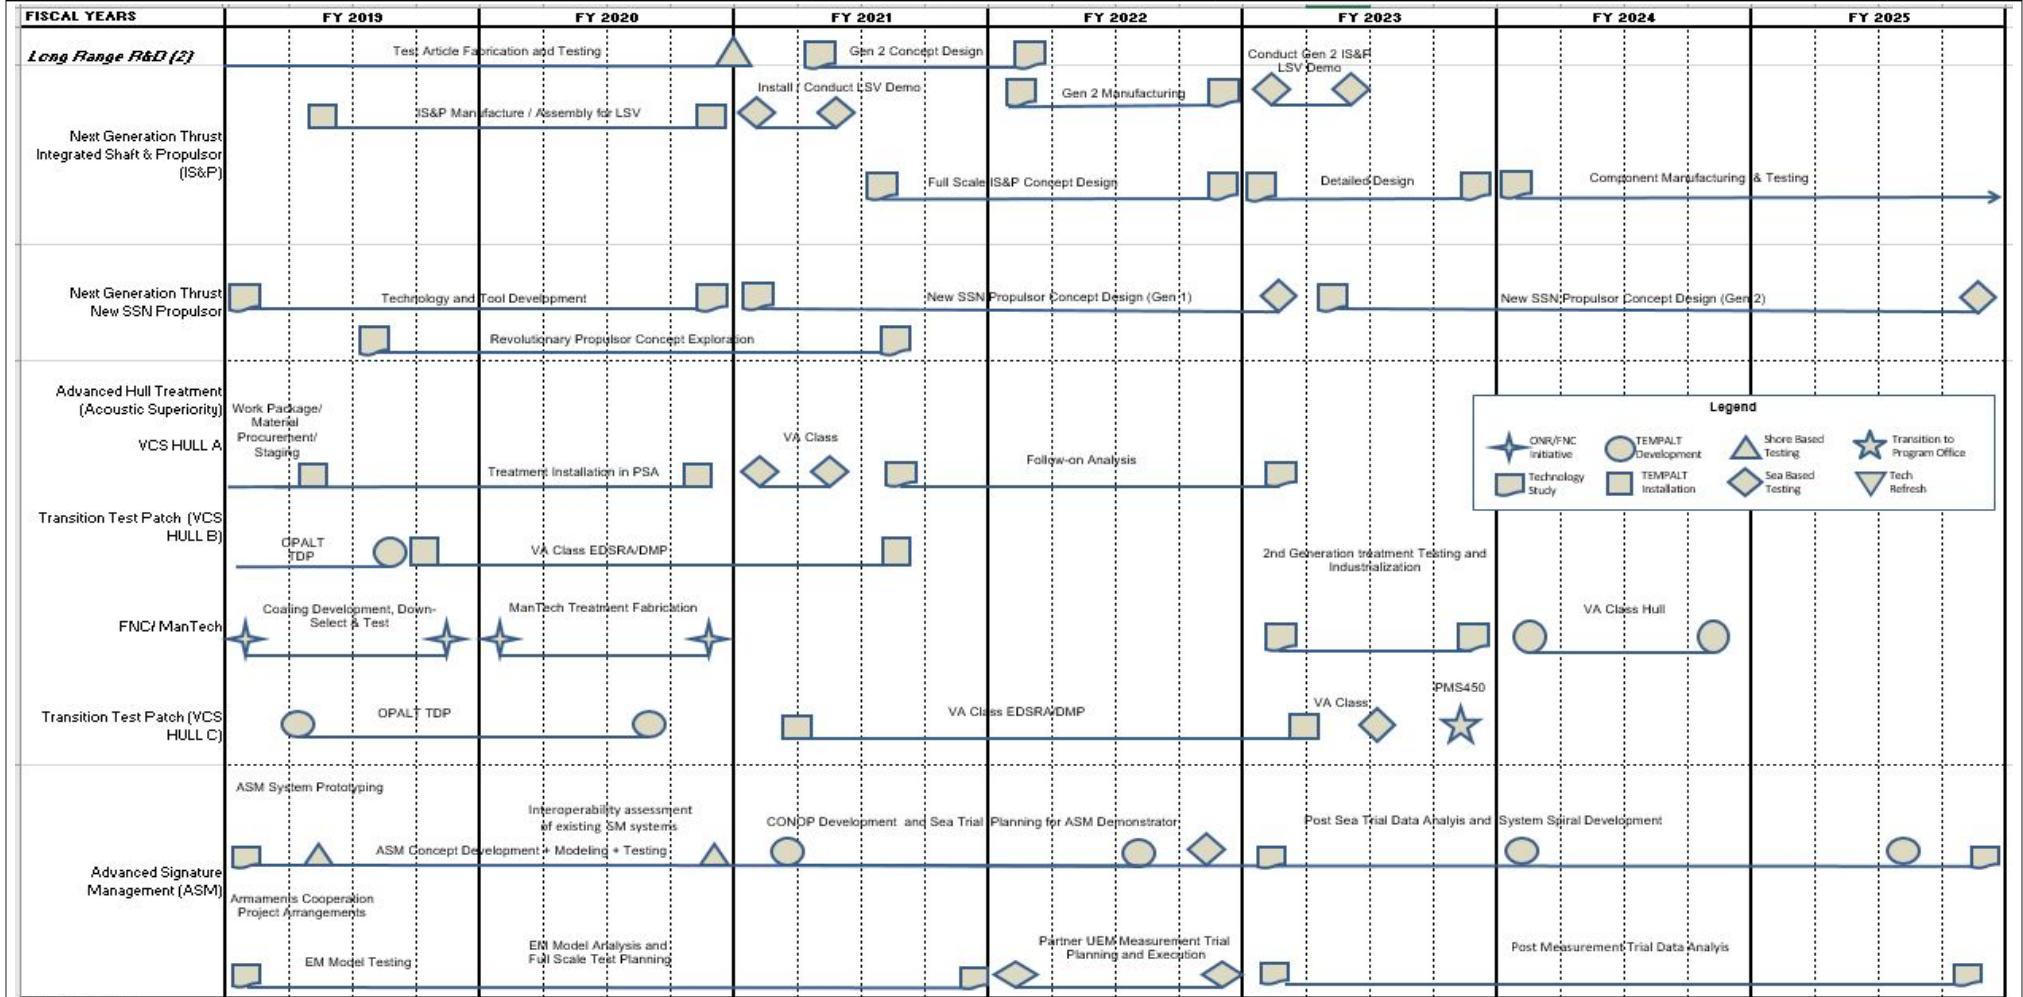 FISCAL YEARS FY 2019 FY 2020 FY 2021 FY 2022 FY 2023 FY 2024 FY 2025
Long Range R&D (2)
Test Article Fabrication and Testing
Gen 2 Concept Design
Conduct Gen 2 IS&P
LSV Demo
Install / Conduct LSV Demo
Gen 2 Manufacturing
IS&P Manufacture / Assembly for LSV
Next Generation Thrust
Integrated Shaft & Propulsor
(IS&P)
Full Scale IS&P Concept Design
Detailed Design
Component Manufacturing & Testing
Next Generation Thrust
New SSN Propulsor
Technology and Tool Development
New SSN Propulsor Concept Design (Gen 1)
New SSN Propulsor Concept Design (Gen 2)
Revolutionary Propulsor Concept Exploration
Advanced Hull Treatment
(Acoustic Superiority)
VCS HULL A
Work Package/
Material
Procurement/
Staging
Treatment Installation in PSA
VA Class
Follow-on Analysis
Legend
ONR/FNC
Initiative
TEMPALT
Development
Shore Based
Testing
Transition to
Program Office
Technology
Study
TEMPALT
Installation
Sea Based
Testing
Tech
Refresh
Transition Test Patch (VCS
HULL B)
OPALT
TDP
VA Class EDSRA/DMP
2nd Generation treatment Testing and
Industrialization
FNC/ ManTech
Coating Development, Down-
Select & Test
ManTech Treatment Fabrication
VA Class Hull
Transition Test Patch (VCS
HULL C)
OPALT TDP
VA Class EDSRA/DMP
VA Class
PMS450
Advanced Signature
Management (ASM)
ASM System Prototyping
Interoperability assessment
of existing SM systems
ASM Concept Development + Modeling + Testing
CONOP Development and Sea Trial Planning for ASM Demonstrator
Post Sea Trial Data Analyis and System Spiral Development
Armaments Cooperation
Project Arrangements
EM Model Testing
EM Model Analysis and
Full Scale Test Planning
Partner UEM Measurement Trial
Planning and Execution
Post Measurement Trial Data Analyis